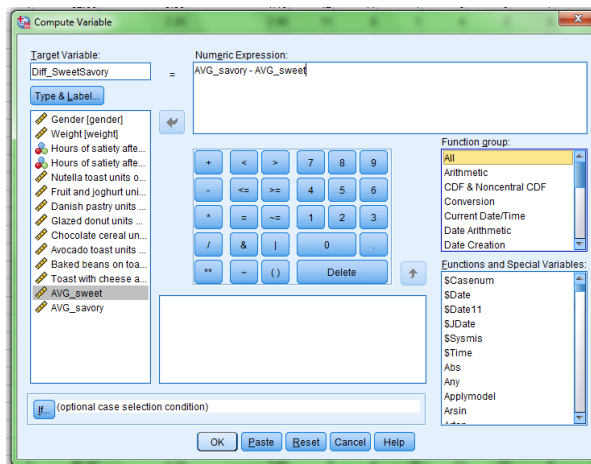 Compute Variable
Target Variable:
Diff_SweetSavory
=
Numeric Expression:
AVG_savory - AVG_sweet
Type & Label...
Gender [gender]
Weight [weight]
Hours of satiety afte...
Hours of satiety afte...
Nutella toast units o...
Fruit and joghurt uni...
Danish pastry units ...
Glazed donut units ...
Chocolate cereal un...
Avocado toast units ...
Baked beans on toa...
Toast with cheese a...
AVG_sweet
AVG_savory
+ < > 7 8 9
- <= >= 4 5 6
* = ~= 1 2 3
/ & | 0 .
** ~ ( ) Delete
Function group:
All
Arithmetic
CDF & Noncentral CDF
Conversion
Current Date/Time
Date Arithmetic
Date Creation
Functions and Special Variables:
$Casenum
$Date
$Date11
$JDate
$Sysmis
$Time
Abs
Any
Applymodel
Arsin
If... (optional case selection condition)
OK Paste Reset Cancel Help